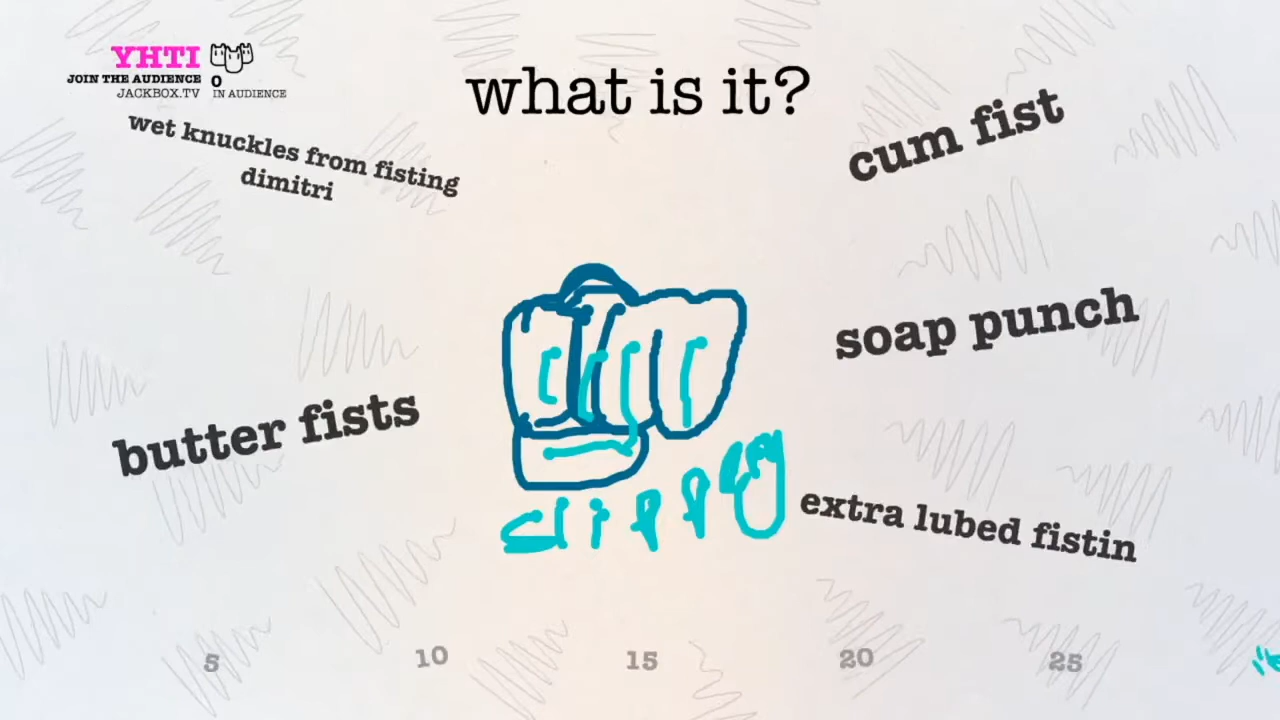 YHTI
JOIN THE AUDIENCE
JACKBOX.TV
0
IN AUDIENCE
what is it?
wet knuckles from fisting
dimitri
cum fist
soap punch
butter fists
slippy
extra lubed fistin
5
10
15
20
25